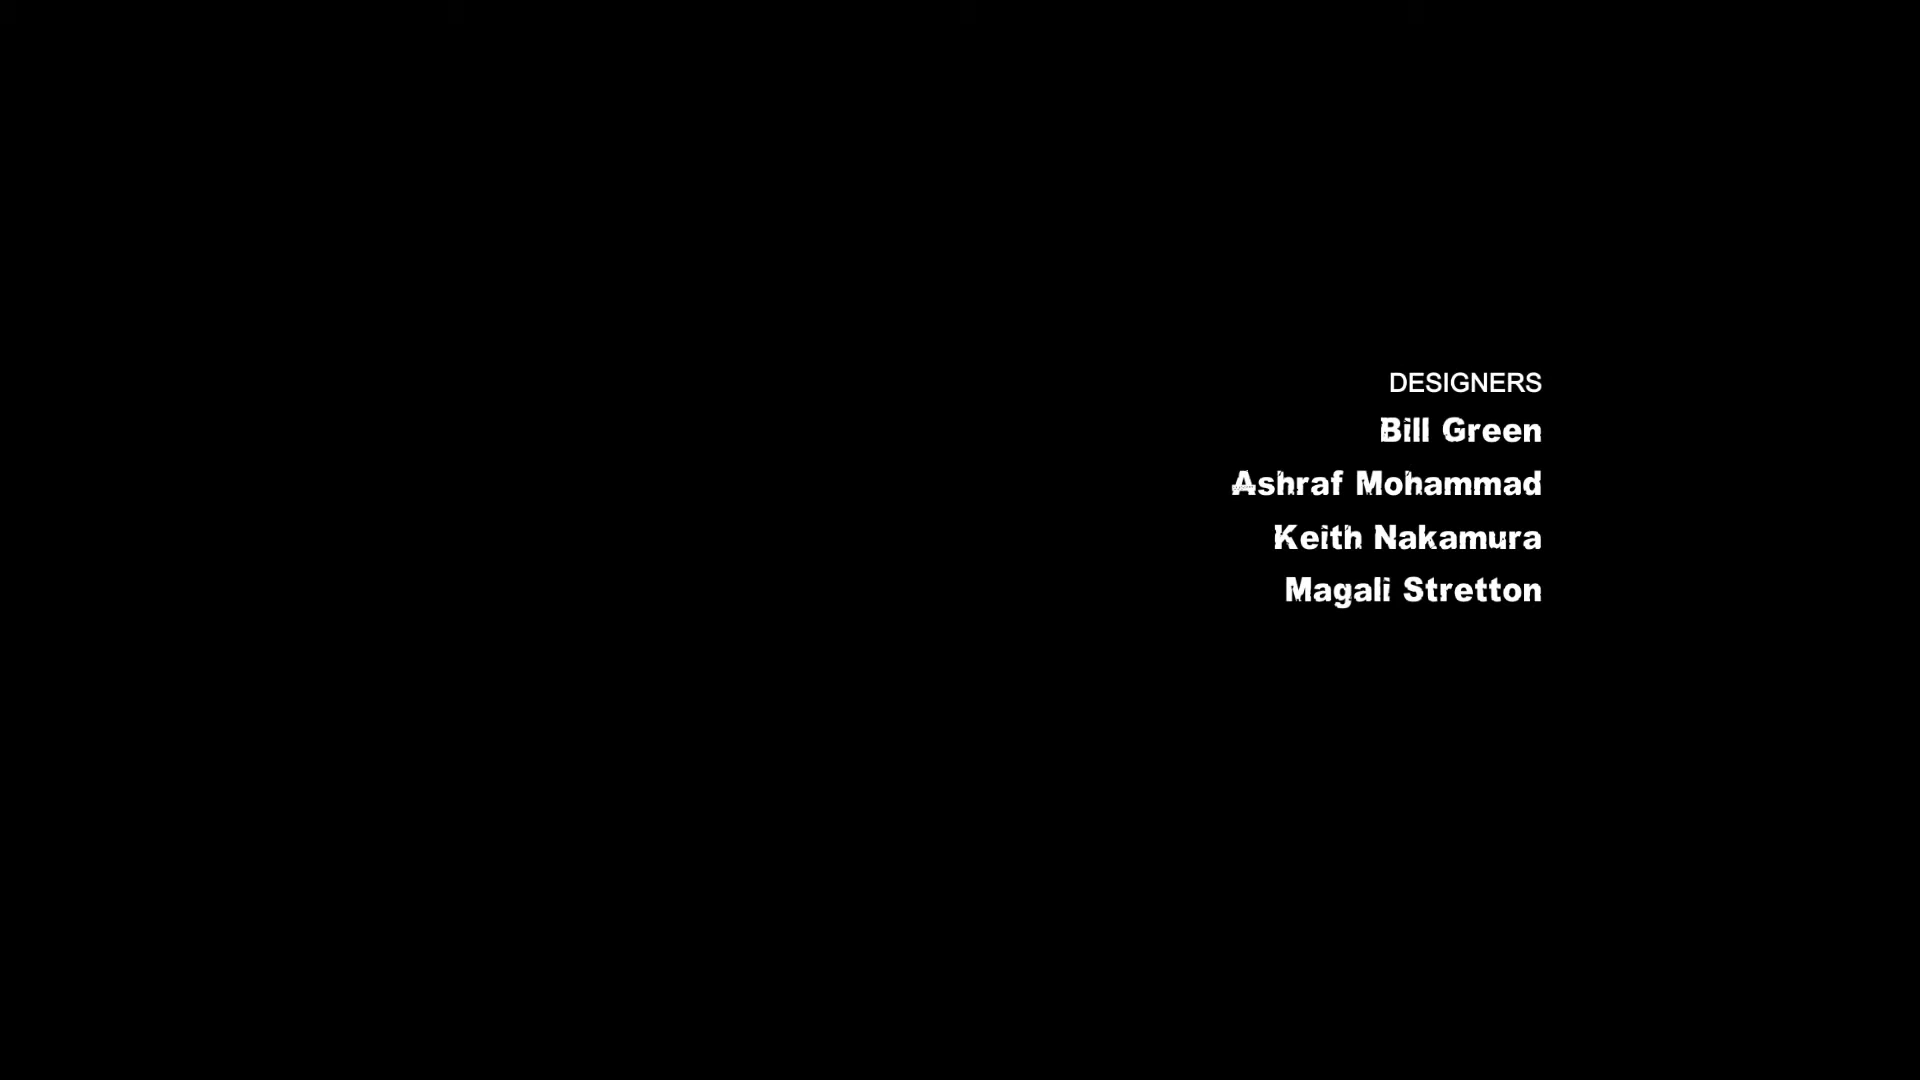 DESIGNERS
Bill Green
Ashraf Mohammad
Keith Nakamura
Magali Stretton